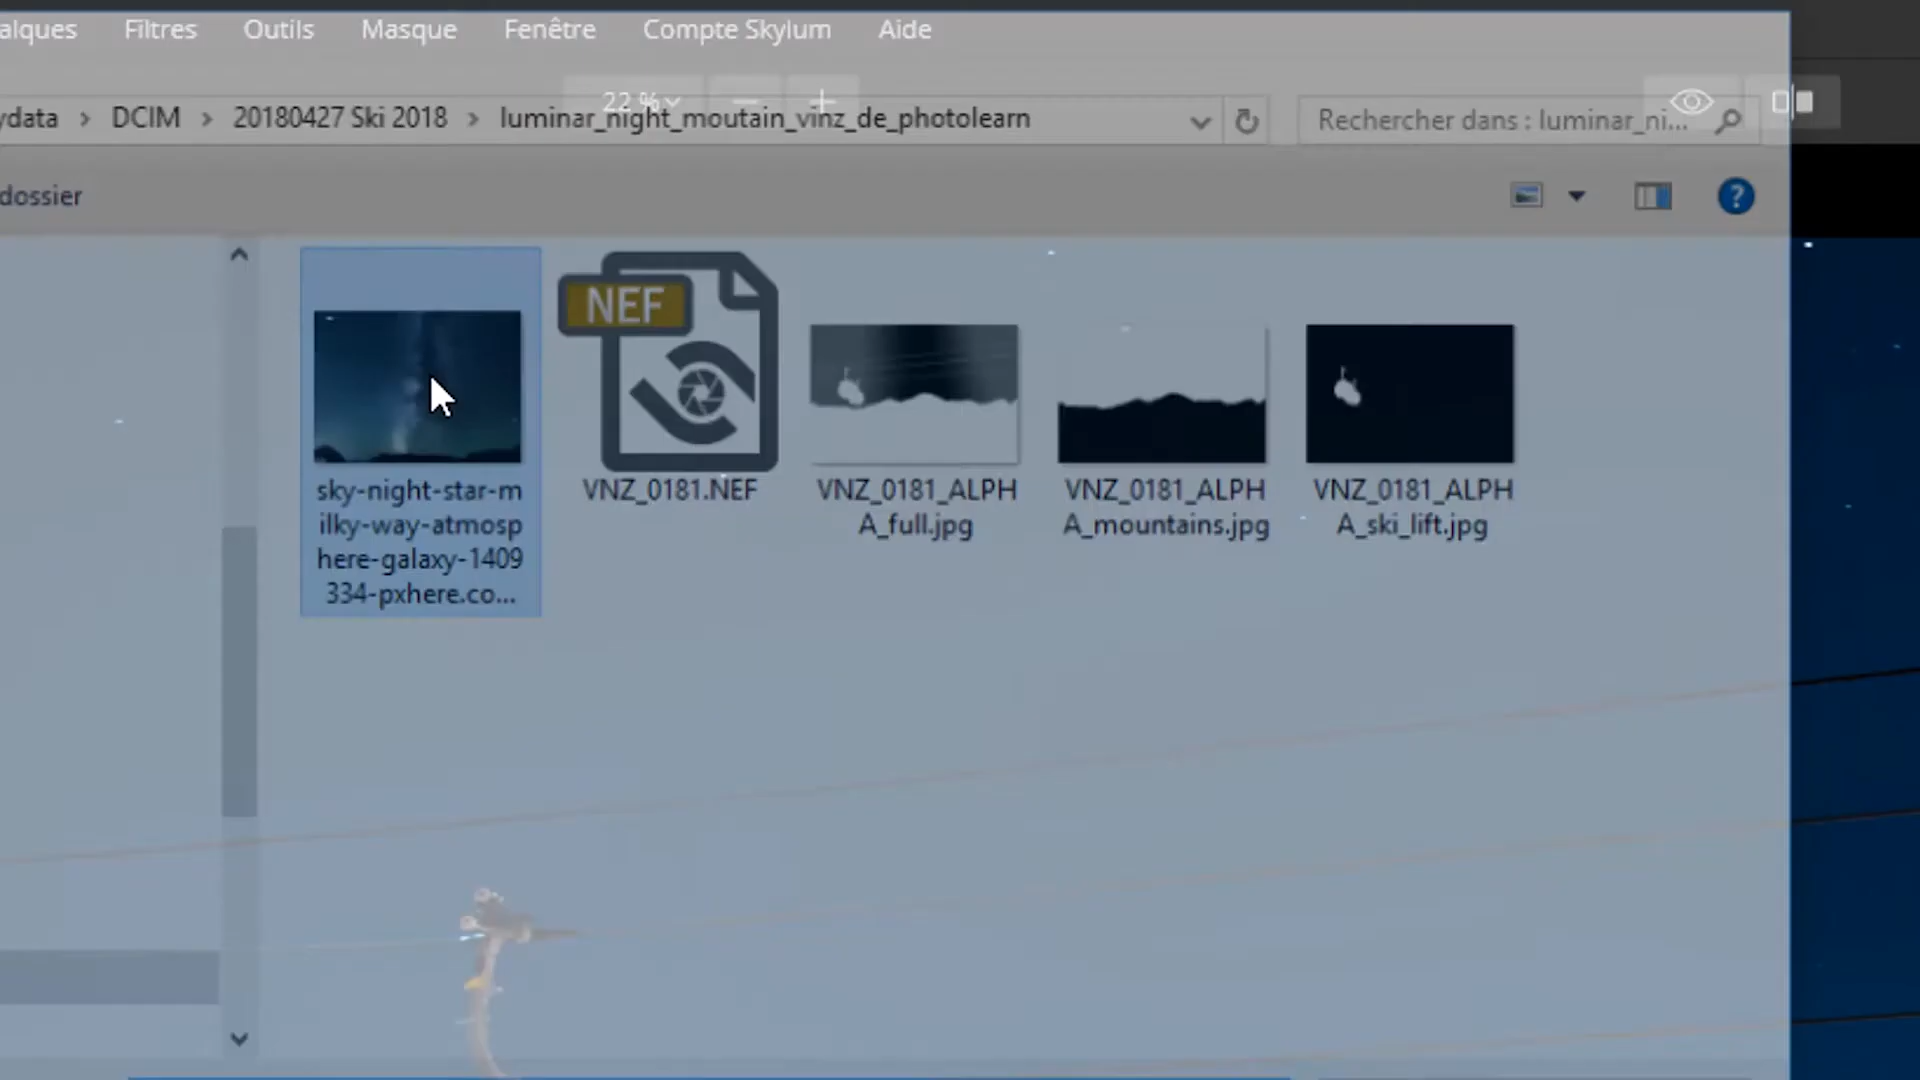 alques Filtres Outils Masque Fenêtre Compte Skylum Aide
22 %
ydata > DCIM > 20180427 Ski 2018 > luminar_night_moutain_vinz_de_photolearn
Rechercher dans : luminar_ni...
dossier
?
NEF
sky-night-star-m
ilky-way-atmosp
here-galaxy-1409
334-pxhere.co...
VNZ_0181.NEF
VNZ_0181_ALPH
A_full.jpg
VNZ_0181_ALPH
A_mountains.jpg
VNZ_0181_ALPH
A_ski_lift.jpg